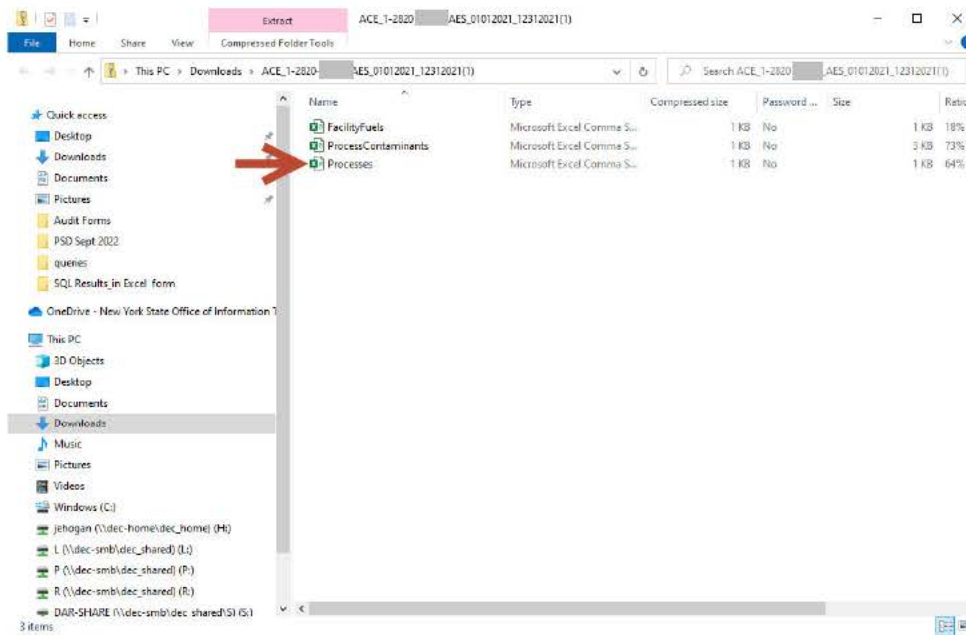 Extract
ACE_1-2820 AES_01012021_12312021(1)
File Home Share View Compressed Folder Tools
This PC > Downloads > ACE_1-2820- AES_01012021_12312021(1)
Search ACE_1-2820 _AES_01012021_12312021(1)
Name Type Compressed size Password ... Size Ratio
FacilityFuels Microsoft Excel Comma S... 1 KB No 1 KB 18%
ProcessContaminants Microsoft Excel Comma S... 1 KB No 3 KB 73%
Processes Microsoft Excel Comma S... 1 KB No 1 KB 64%
Quick access
Desktop
Downloads
Documents
Pictures
Audit Forms
PSD Sept 2022
queries
SQL Results_in Excel form
OneDrive - New York State Office of Information T
This PC
3D Objects
Desktop
Documents
Downloads
Music
Pictures
Videos
Windows (C:)
jehogan (\\dec-home\dec_home) (H:)
L (\\dec-smb\dec_shared) (L:)
P (\\dec-smb\dec_shared) (P:)
R (\\dec-smb\dec_shared) (R:)
DAR-SHARE (\\dec-smb\dec_shared\S) (S:)
3 items